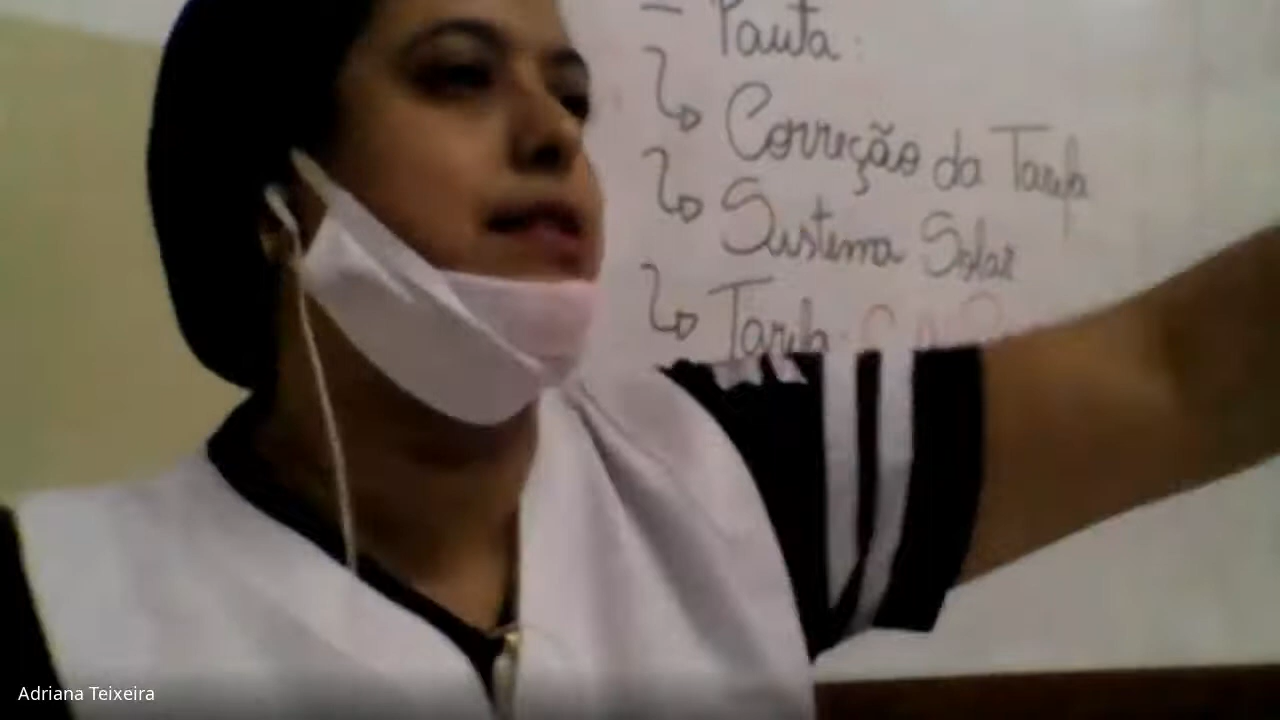 - Pauta:
Correção da Tarefa
Sistema Solar
Tarefa:
Adriana Teixeira